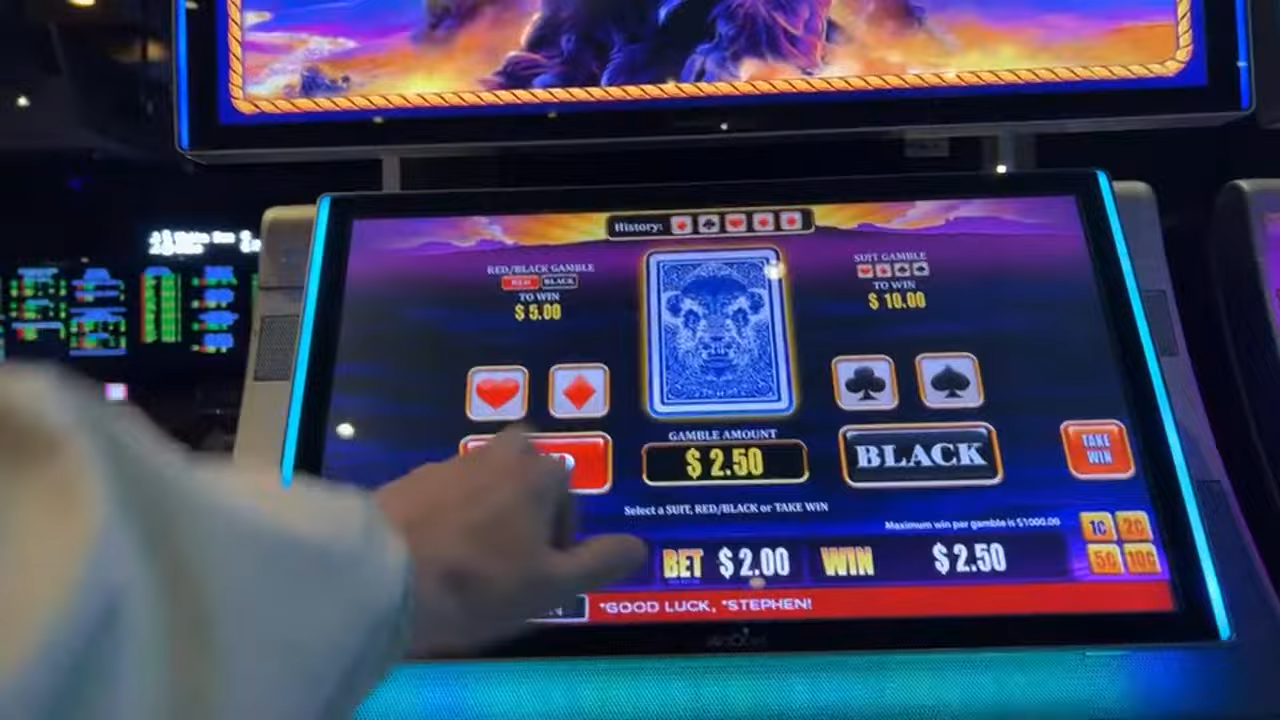 History:
RED/BLACK GAMBLE
RED BLACK
TO WIN
$ 5.00
SUIT GAMBLE
TO WIN
$ 10.00
GAMBLE AMOUNT
$ 2.50
BLACK
TAKE
WIN
Select a SUIT, RED/BLACK or TAKE WIN
Maximum win per gamble is $1000.00
1¢ 2¢
5¢ 10¢
BET $ 2.00 WIN $ 2.50
*GOOD LUCK, *STEPHEN!